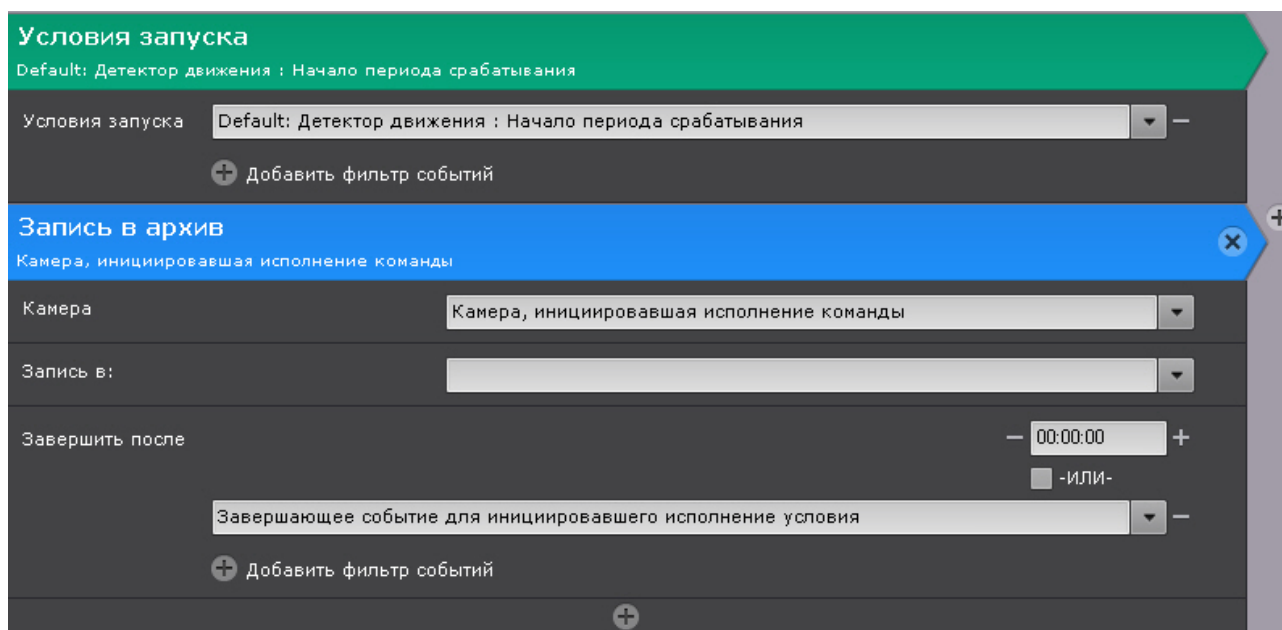 Условия запуска
Default: Детектор движения : Начало периода срабатывания
Условия запуска Default: Детектор движения : Начало периода срабатывания
Добавить фильтр событий
Запись в архив
Камера, инициировавшая исполнение команды
Камера Камера, инициировавшая исполнение команды
Запись в:
Завершить после 00:00:00
-ИЛИ-
Завершающее событие для инициировавшего исполнение условия
Добавить фильтр событий